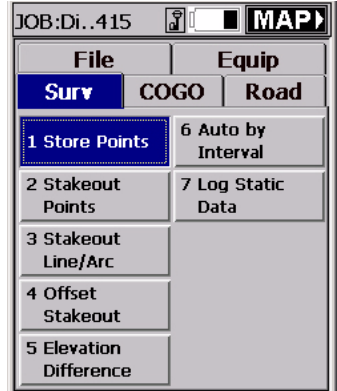 JOB:Di..415 MAP
File Equip
Surv COGO Road
1 Store Points
2 Stakeout
Points
3 Stakeout
Line/Arc
4 Offset
Stakeout
5 Elevation
Difference
6 Auto by
Interval
7 Log Static
Data